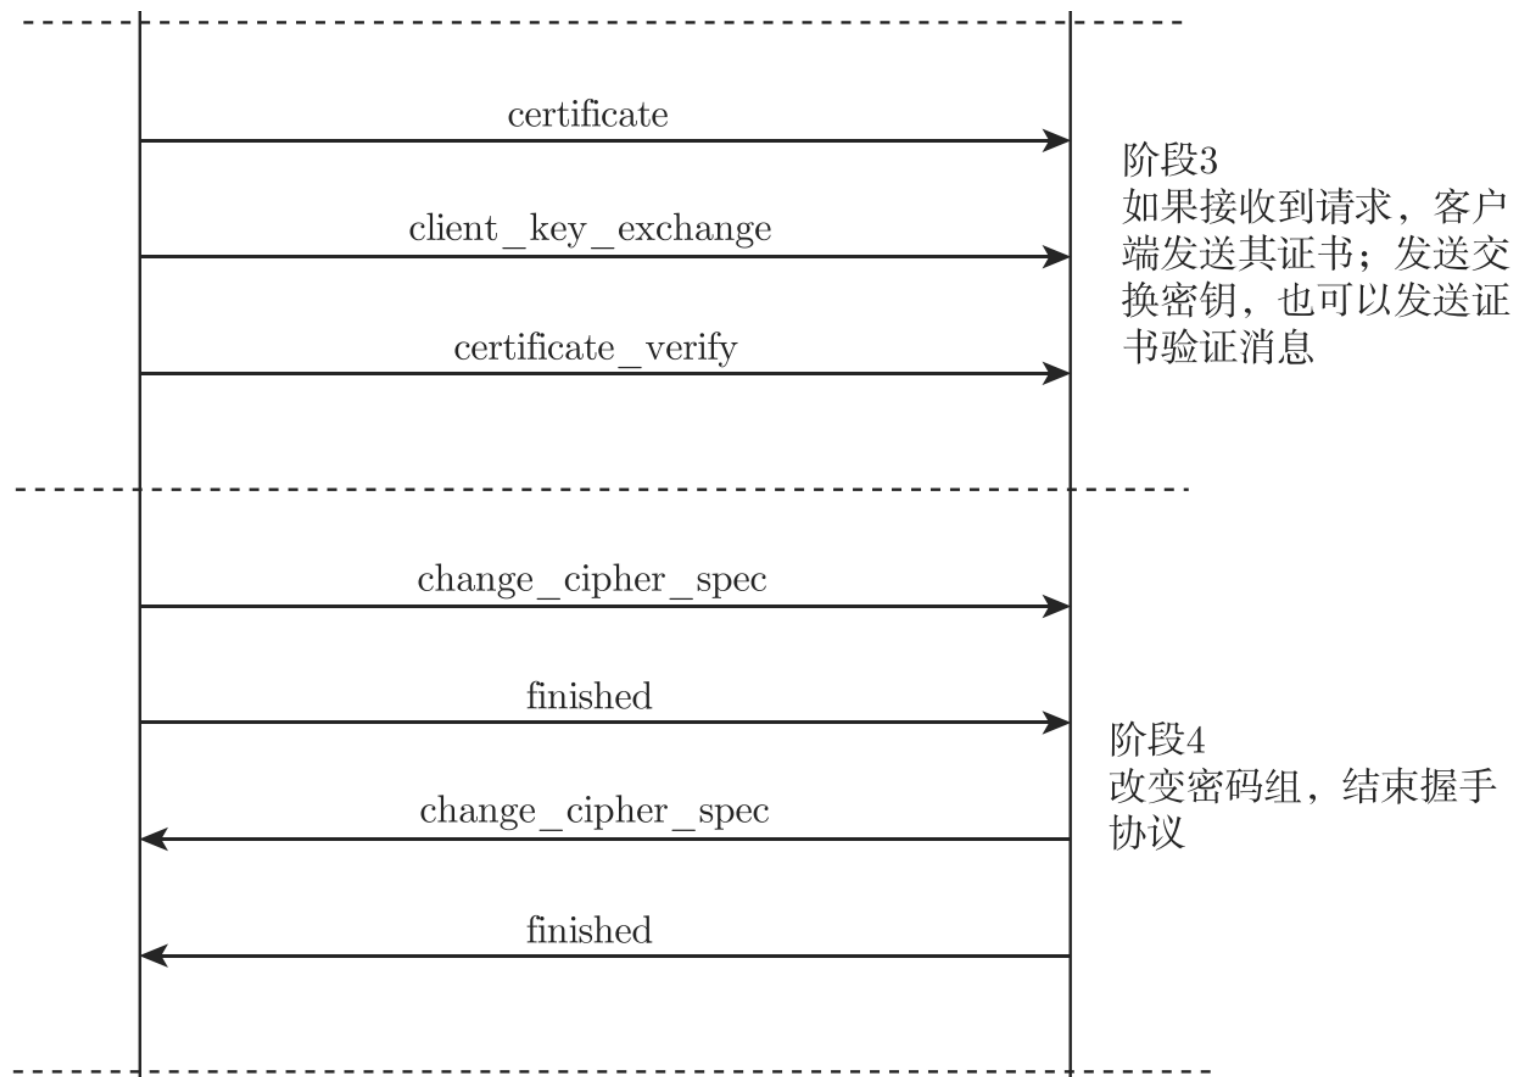 certificate
client_key_exchange
certificate_verify
阶段3
如果接收到请求，客户
端发送其证书；发送交
换密钥，也可以发送证
书验证消息
change_cipher_spec
finished
change_cipher_spec
finished
阶段4
改变密码组，结束握手
协议